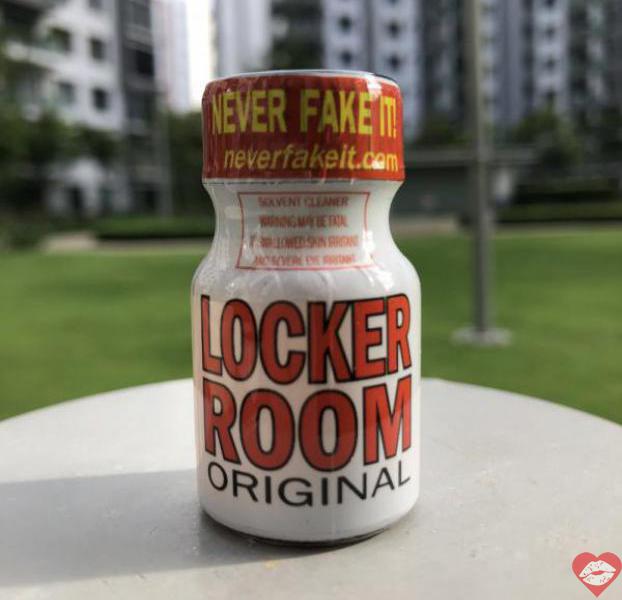 NEVER FAKE IT!
neverfakeit.com
SOLVENT CLEANER
WARNING MAY BE FATAL
SWALLOWED.SKIN IRRITANT
AND SEVERE EYE IRRITANT
LOCKER
ROOM
ORIGINAL